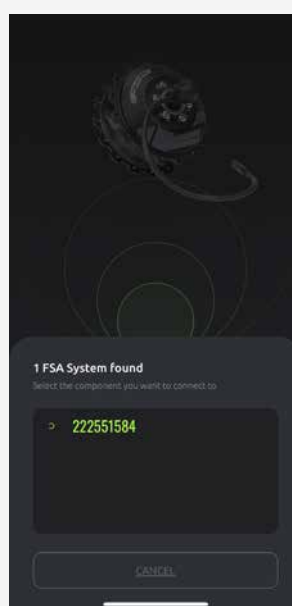 1 FSA System found
Select the component you want to connect to
222551584
CANCEL